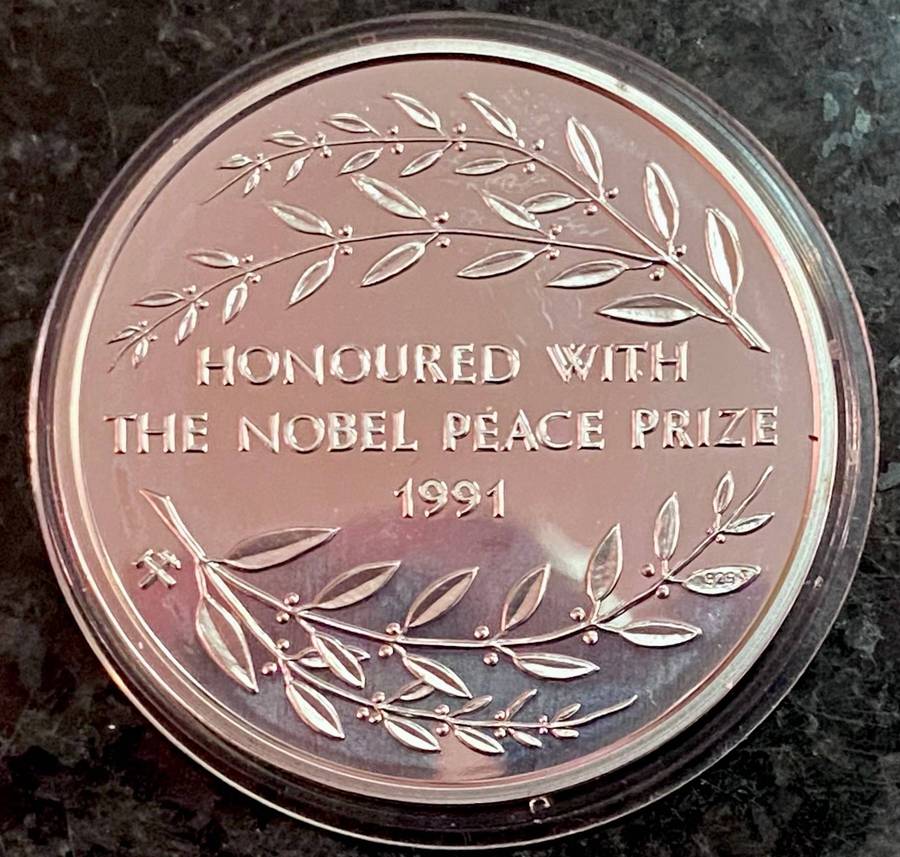 HONOURED WITH
THE NOBEL PEACE PRIZE
1991
925